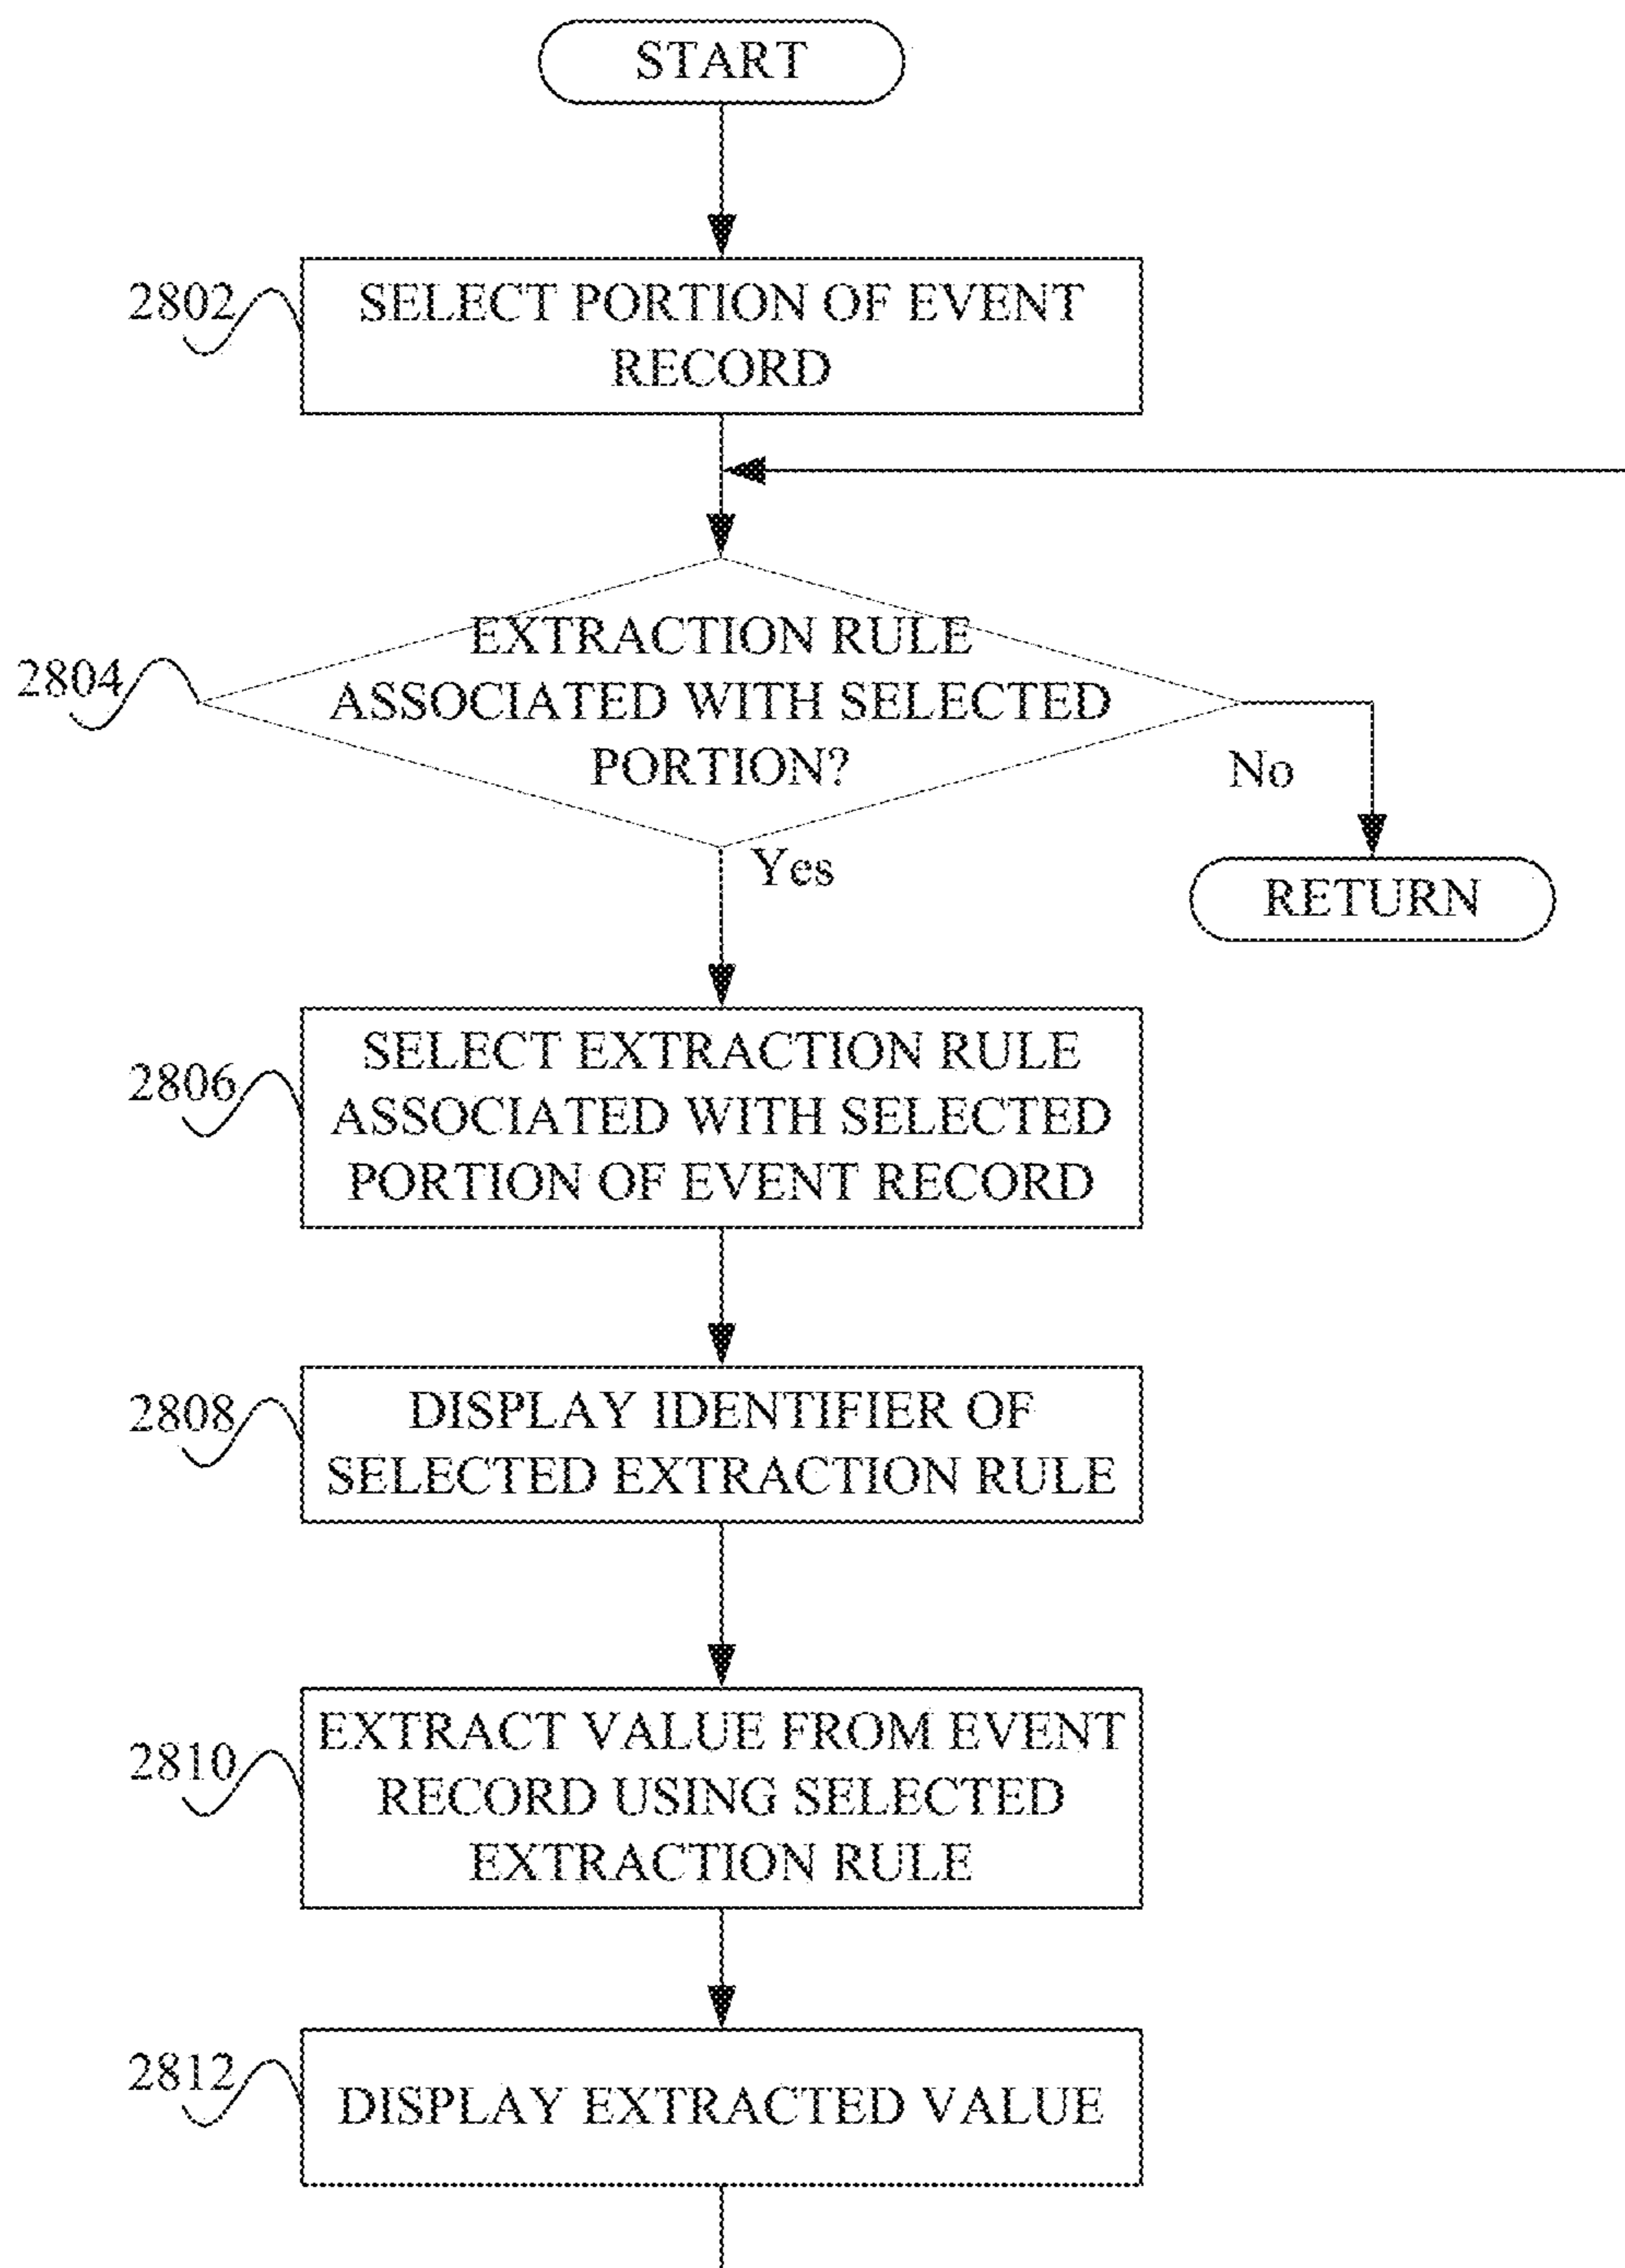 START
2802
SELECT PORTION OF EVENT
RECORD
2804
EXTRACTION RULE
ASSOCIATED WITH SELECTED
PORTION?
No
Yes
RETURN
2806
SELECT EXTRACTION RULE
ASSOCIATED WITH SELECTED
PORTION OF EVENT RECORD
2808
DISPLAY IDENTIFIER OF
SELECTED EXTRACTION RULE
2810
EXTRACT VALUE FROM EVENT
RECORD USING SELECTED
EXTRACTION RULE
2812
DISPLAY EXTRACTED VALUE